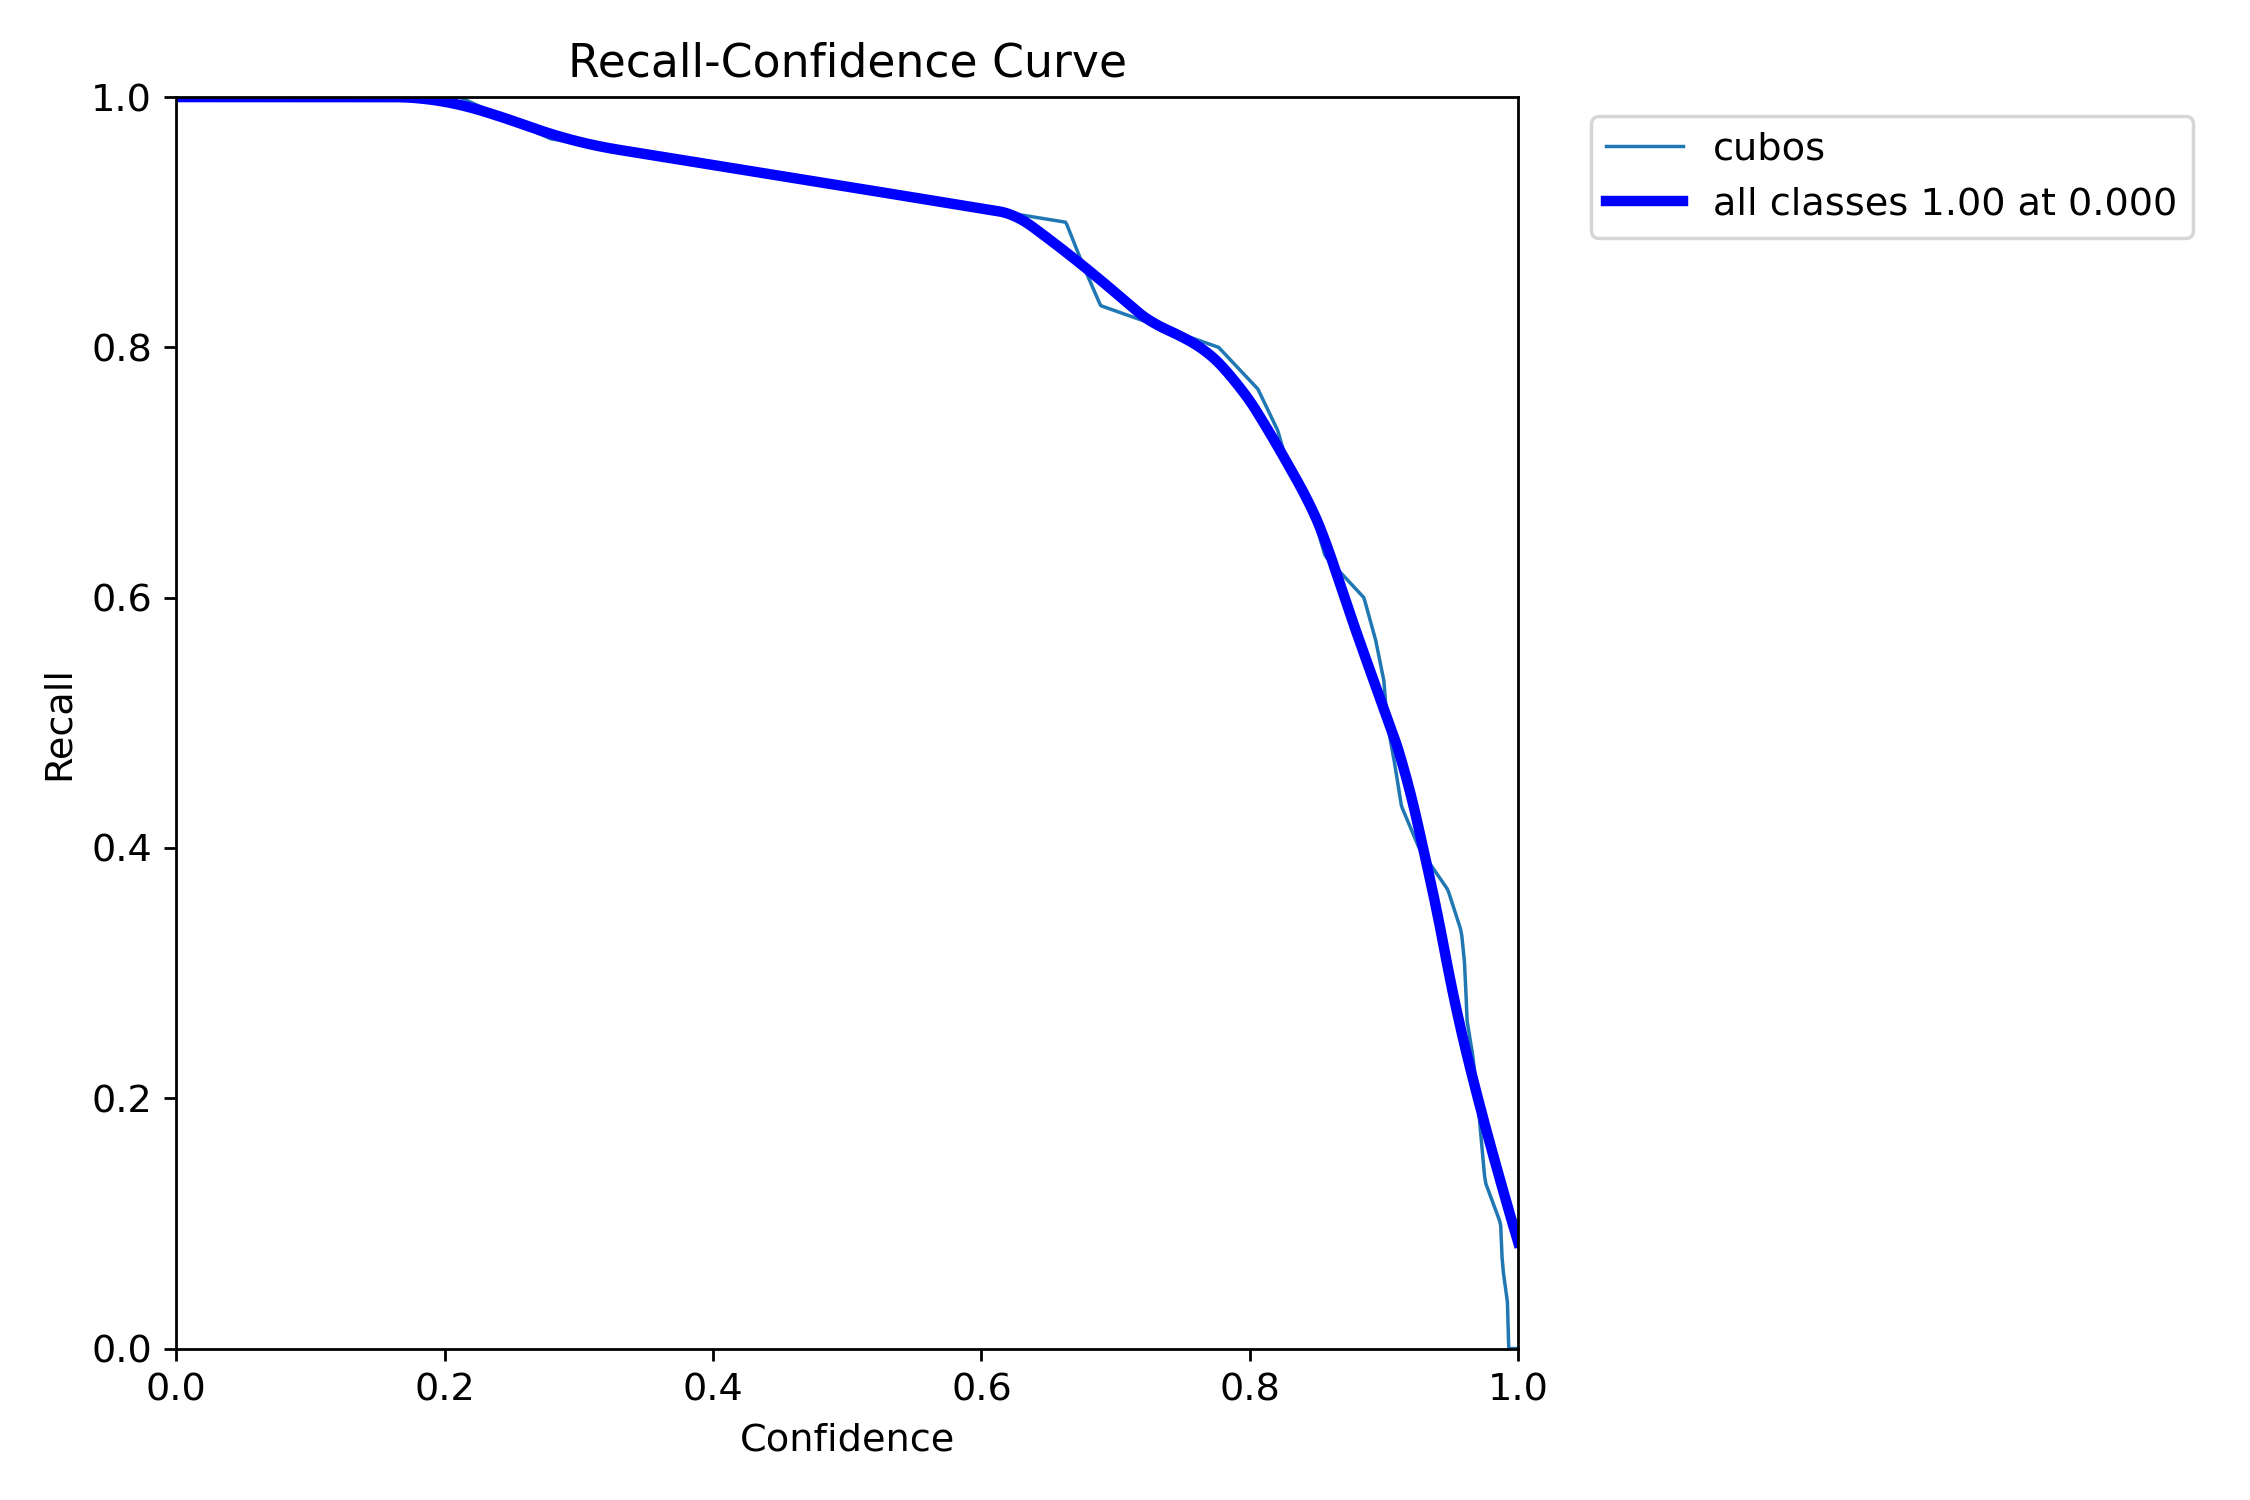 Recall-Confidence Curve
1.0
0.8
0.6
0.4
0.2
0.0
Recall
0.0 0.2 0.4 0.6 0.8 1.0
Confidence
cubos
all classes 1.00 at 0.000